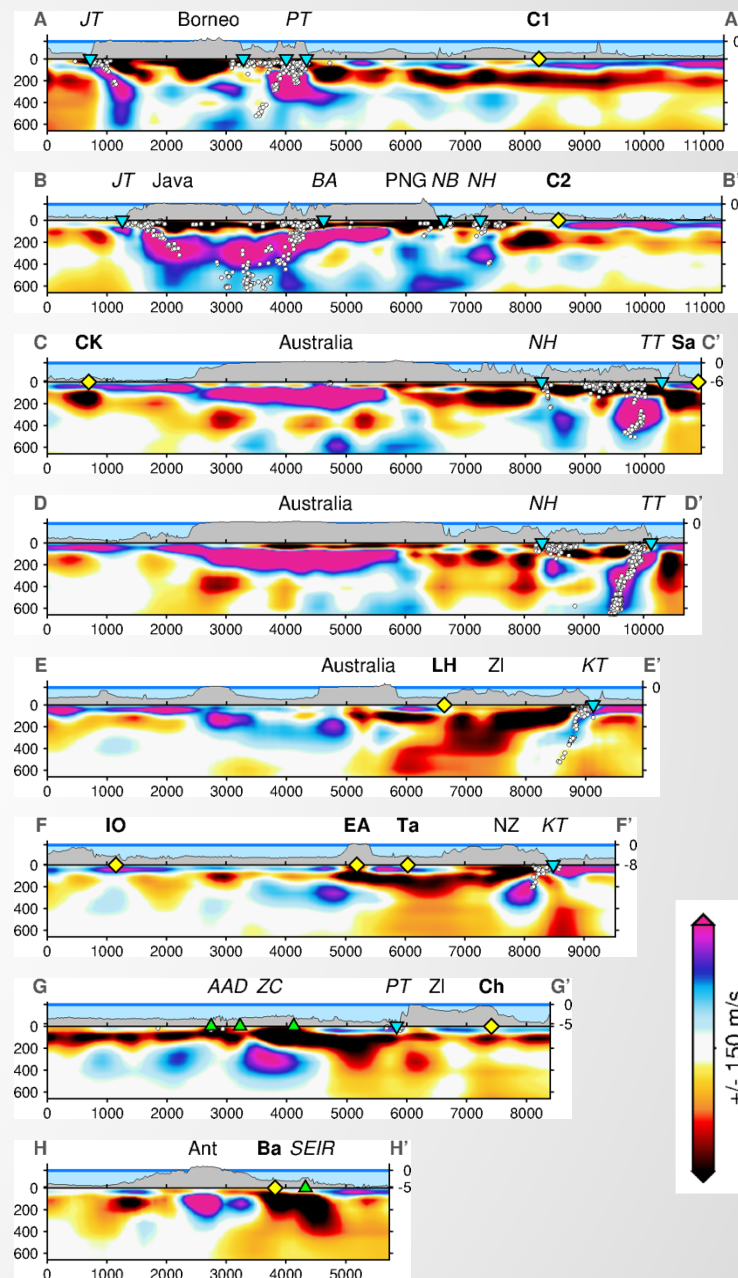 JT Borneo PT C1
A A'
0
0
200
400
600
0 1000 2000 3000 4000 5000 6000 7000 8000 9000 10000 11000
B JT Java BA PNG NB NH C2 B'
0
0
200
400
600
0 1000 2000 3000 4000 5000 6000 7000 8000 9000 10000 11000
C CK Australia NH TT Sa C'
0
0 -6
200
400
600
0 1000 2000 3000 4000 5000 6000 7000 8000 9000 10000
D Australia NH TT D'
0
0
200
400
600
0 1000 2000 3000 4000 5000 6000 7000 8000 9000 10000
E Australia LH ZI KT E'
0
0
200
400
600
0 1000 2000 3000 4000 5000 6000 7000 8000 9000
F IO EA Ta NZ KT F'
0
0 -8
200
400
600
0 1000 2000 3000 4000 5000 6000 7000 8000 9000
G AAD ZC PT ZI Ch G'
0
0 -5
200
400
600
0 1000 2000 3000 4000 5000 6000 7000 8000
H Ant Ba SEIR H'
0
0 -5
200
400
600
0 1000 2000 3000 4000 5000
+/- 150 m/s